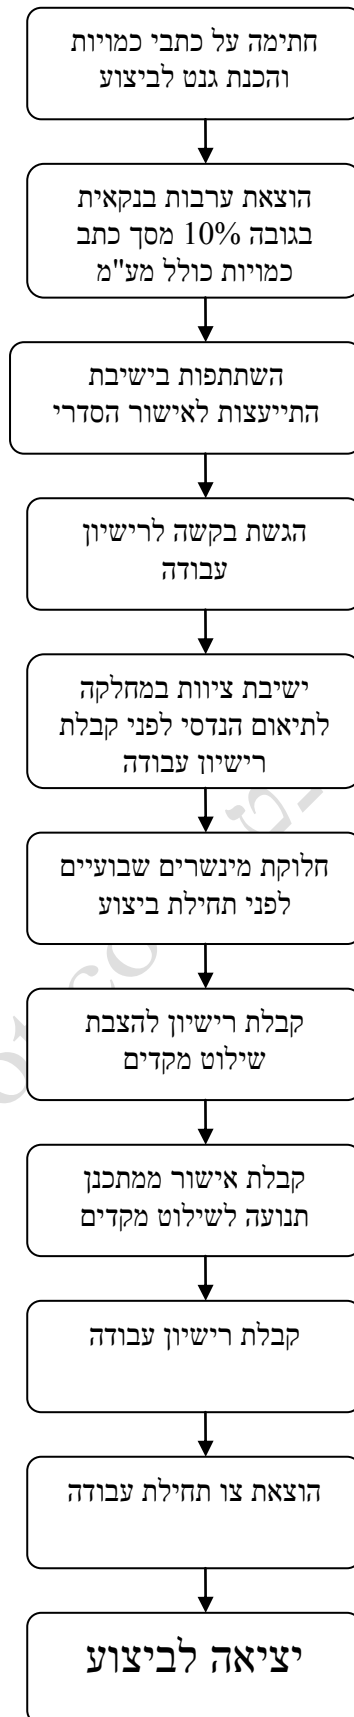 חתימה על כתבי כמויות
והכנת גנט לביצוע
הוצאת ערבות בנקאית
בגובה 10% מסך כתב
כמויות כולל מע"מ
השתתפות בישיבת
התייעצות לאישור הסדרי
הגשת בקשה לרישיון
עבודה
ישיבת ציוות במחלקה
לתיאום הנדסי לפני קבלת
רישיון עבודה
חלוקת מינשרים שבועיים
לפני תחילת ביצוע
קבלת רישיון להצבת
שילוט מקדים
קבלת אישור ממתכנן
תנועה לשילוט מקדים
קבלת רישיון עבודה
הוצאת צו תחילת עבודה
יציאה לביצוע